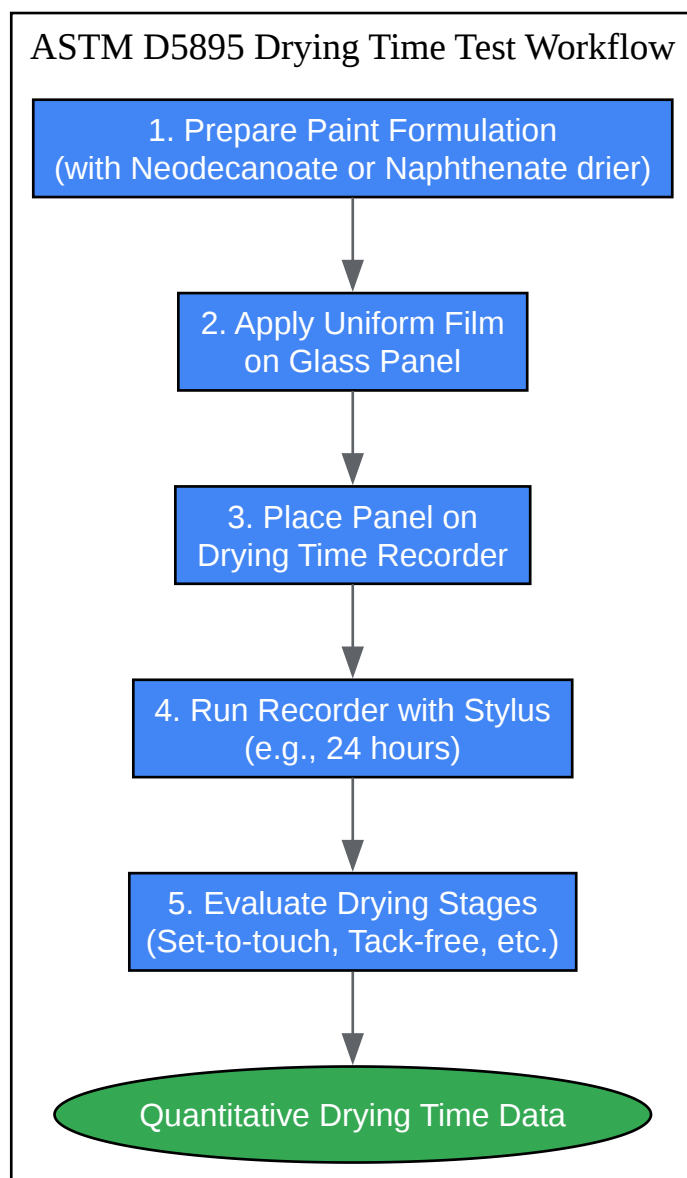 ASTM D5895 Drying Time Test Workflow
1. Prepare Paint Formulation
(with Neodecanoate or Naphthenate drier)
2. Apply Uniform Film
on Glass Panel
3. Place Panel on
Drying Time Recorder
4. Run Recorder with Stylus
(e.g., 24 hours)
5. Evaluate Drying Stages
(Set-to-touch, Tack-free, etc.)
Quantitative Drying Time Data